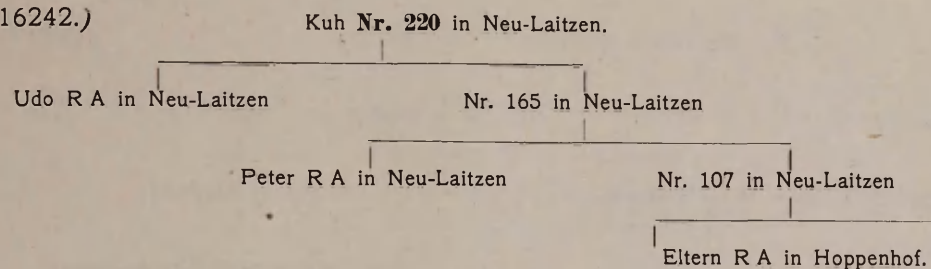 16242.)
Kuh Nr. 220 in Neu-Laitzen.
Udo R A in Neu-Laitzen Nr. 165 in Neu-Laitzen
Peter R A in Neu-Laitzen Nr. 107 in Neu-Laitzen
Eltern R A in Hoppenhof.